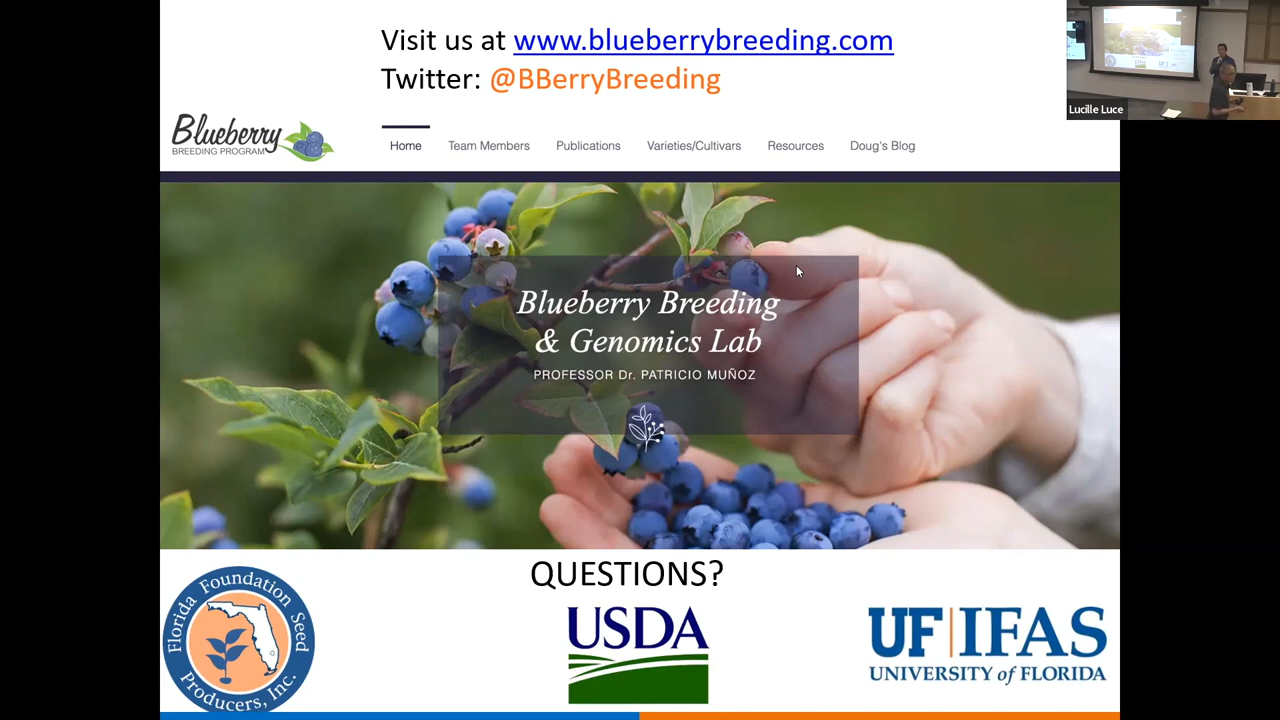 Visit us at www.blueberrybreeding.com
Twitter: @BBerryBreeding
Lucille Luce
Blueberry
BREEDING PROGRAM
Home Team Members Publications Varieties/Cultivars Resources Doug's Blog
Blueberry Breeding
& Genomics Lab
PROFESSOR Dr. PATRICIO MUÑOZ
QUESTIONS?
Florida Foundation Seed
Producers, Inc.
USDA
UF|IFAS
UNIVERSITY of FLORIDA